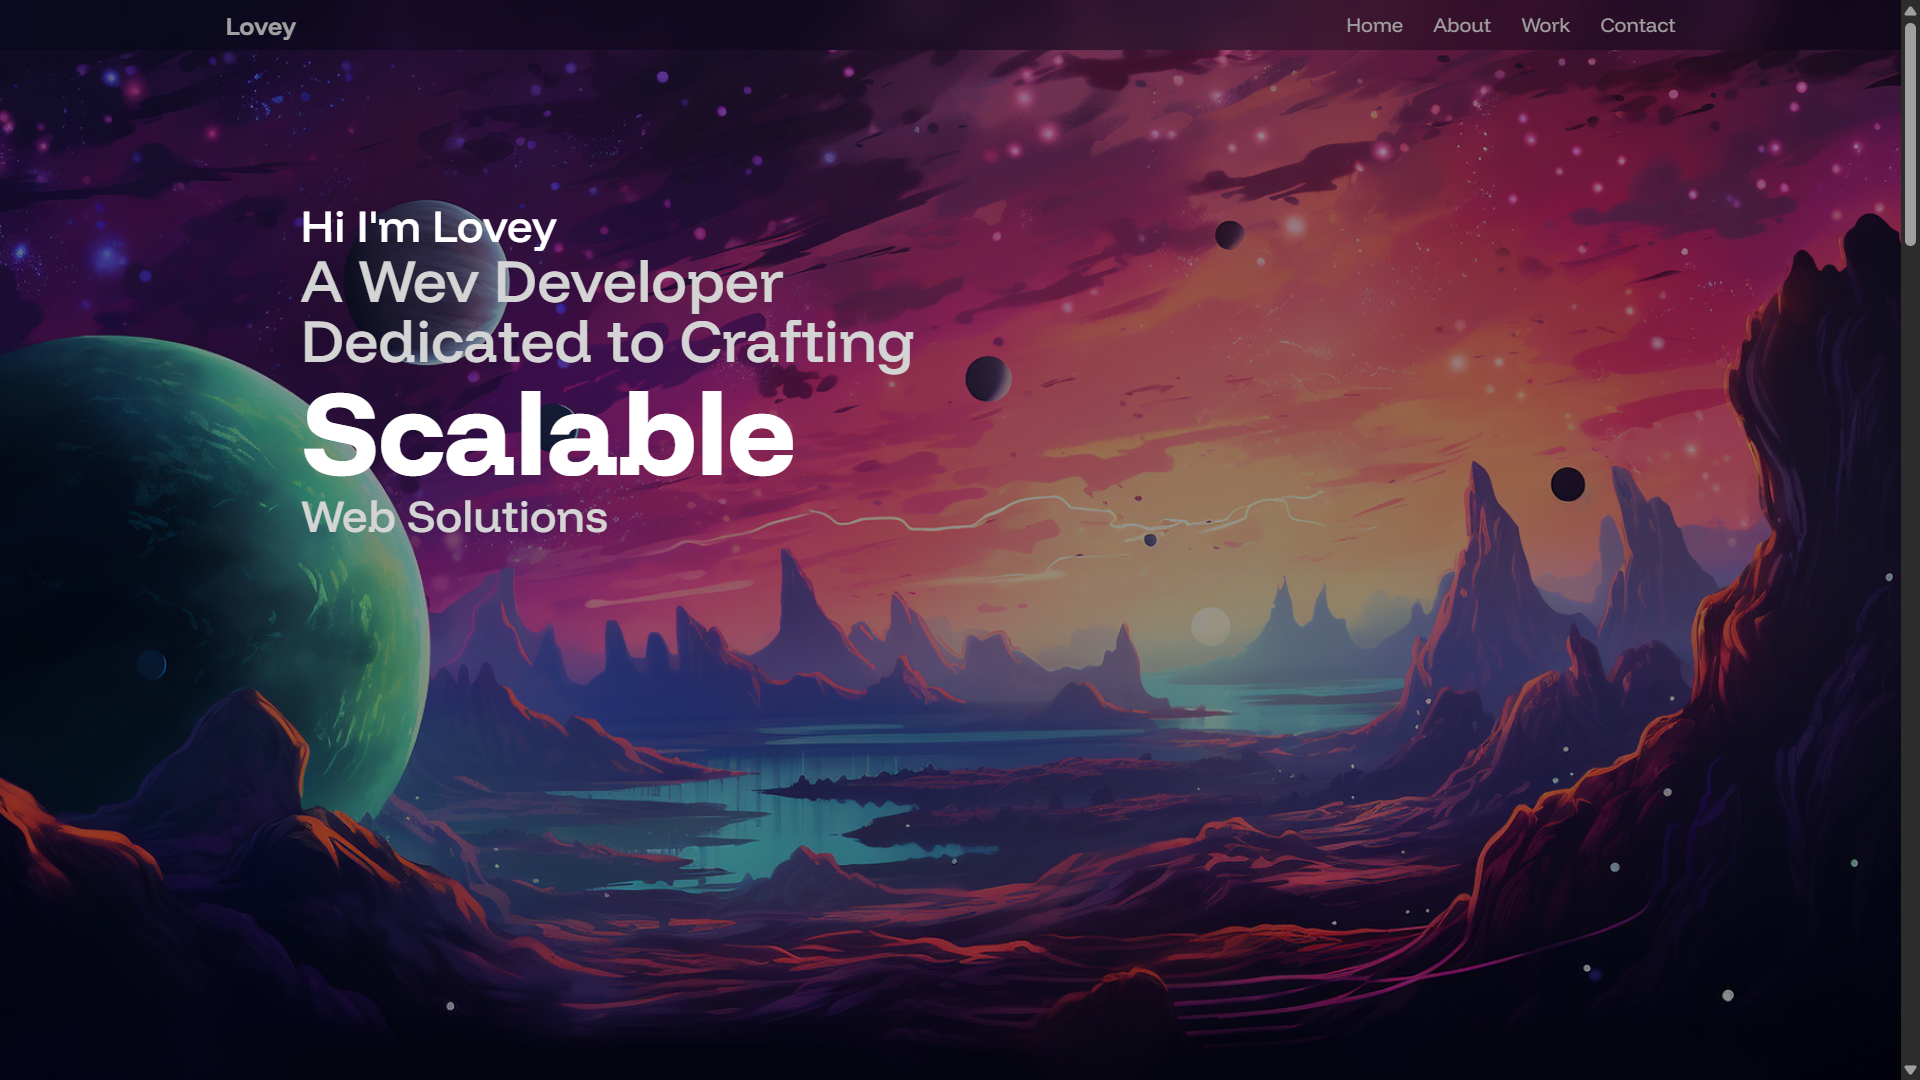 Lovey
Home About Work Contact
Hi I'm Lovey
A Wev Developer
Dedicated to Crafting
Scalable
Web Solutions